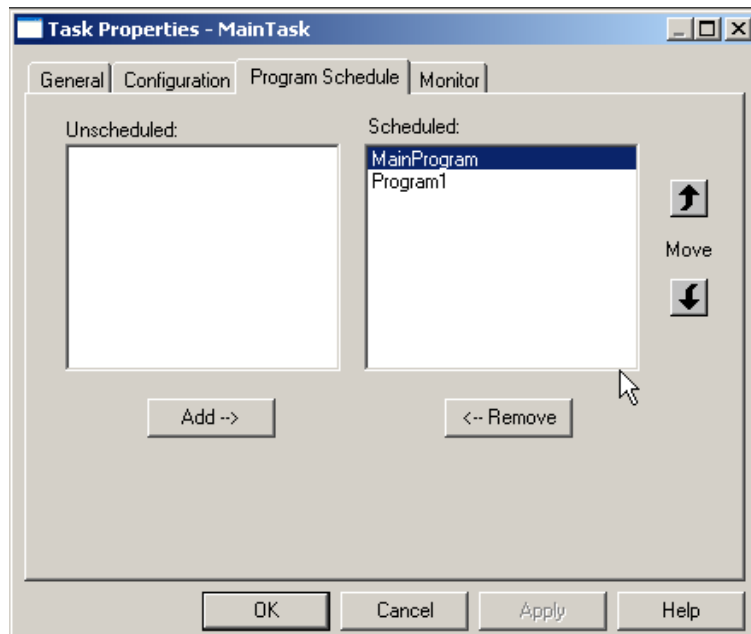 Task Properties - MainTask
General Configuration Program Schedule Monitor
Unscheduled: Scheduled:
MainProgram
Program1
Move
Add --> <-- Remove
OK Cancel Apply Help